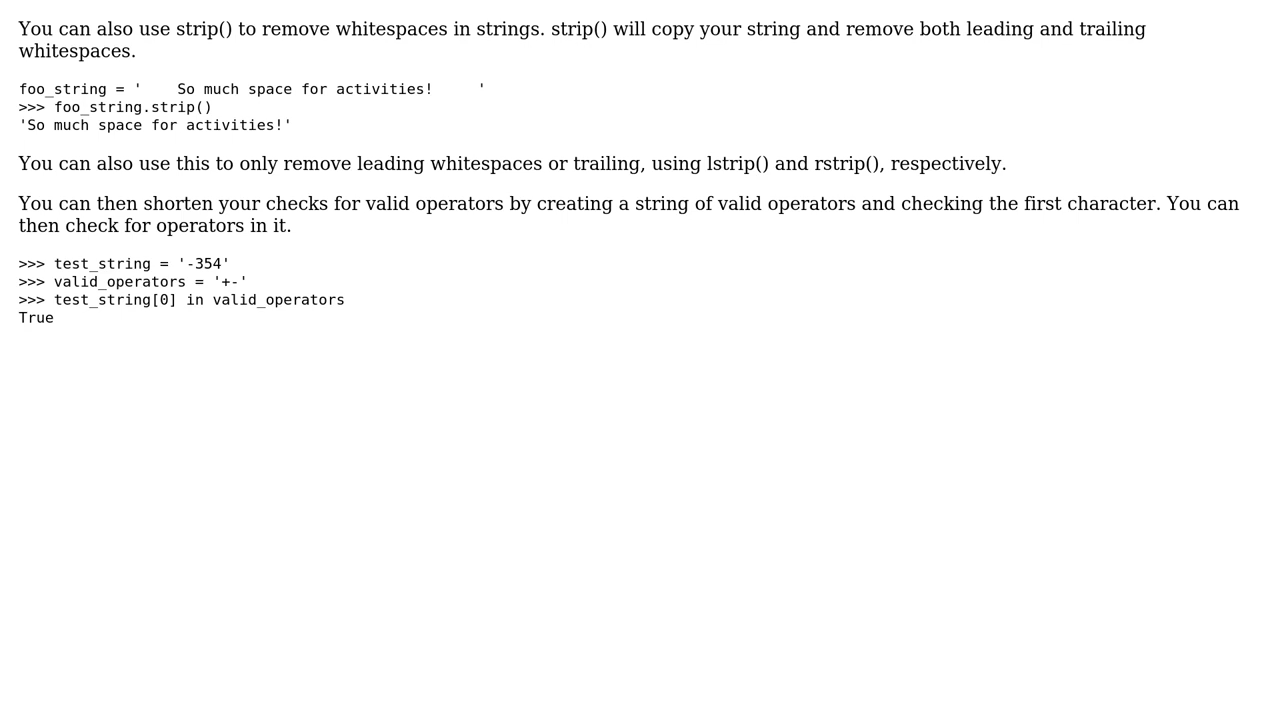 You can also use strip() to remove whitespaces in strings. strip() will copy your string and remove both leading and trailing
whitespaces.
foo_string = '    So much space for activities!     '
>>> foo_string.strip()
'So much space for activities!'
You can also use this to only remove leading whitespaces or trailing, using lstrip() and rstrip(), respectively.
You can then shorten your checks for valid operators by creating a string of valid operators and checking the first character. You can
then check for operators in it.
>>> test_string = '-354'
>>> valid_operators = '+-'
>>> test_string[0] in valid_operators
True